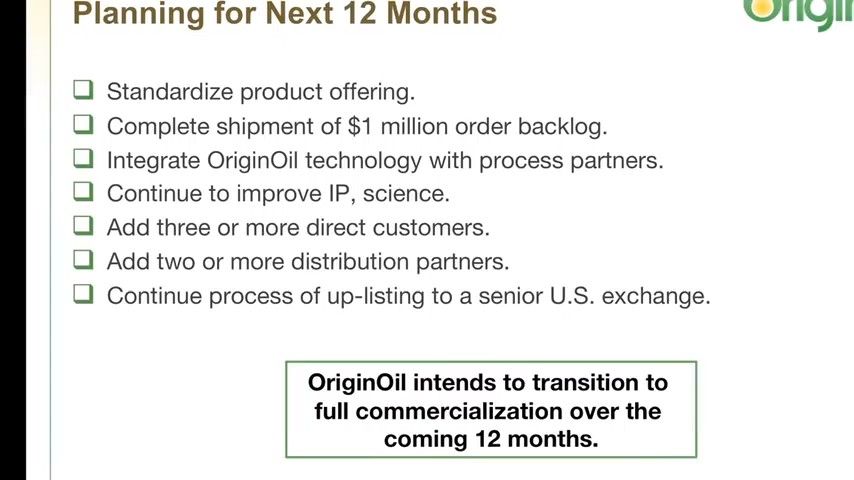 Planning for Next 12 Months
Origin
Standardize product offering.
Complete shipment of $1 million order backlog.
Integrate OriginOil technology with process partners.
Continue to improve IP, science.
Add three or more direct customers.
Add two or more distribution partners.
Continue process of up-listing to a senior U.S. exchange.
OriginOil intends to transition to
full commercialization over the
coming 12 months.